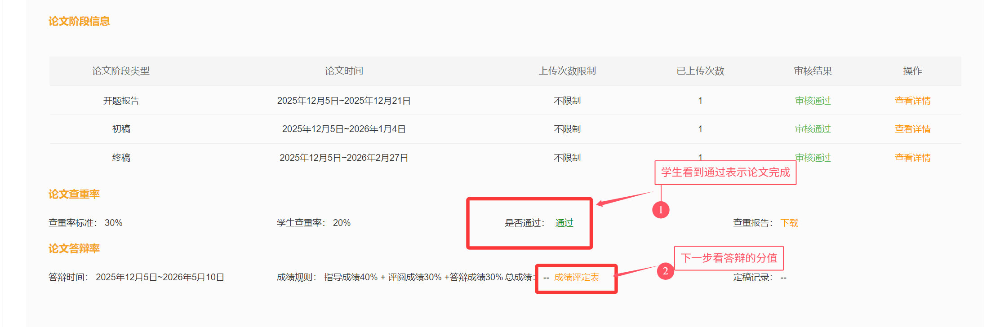 论文阶段信息
论文阶段类型 论文时间 上传次数限制 已上传次数 审核结果 操作
开题报告 2025年12月5日~2025年12月21日 不限制 1 审核通过 查看详情
初稿 2025年12月5日~2026年1月4日 不限制 1 审核通过 查看详情
终稿 2025年12月5日~2026年2月27日 不限制 1 审核通过 查看详情
学生看到通过表示论文完成
1
论文查重率
查重率标准： 30% 学生查重率： 20% 是否通过： 通过 查重报告： 下载
论文答辩率
下一步看答辩的分值
2
答辩时间： 2025年12月5日~2026年5月10日 成绩规则： 指导成绩40% + 评阅成绩30% +答辩成绩30% 总成绩： -- 成绩评定表 定稿记录： --